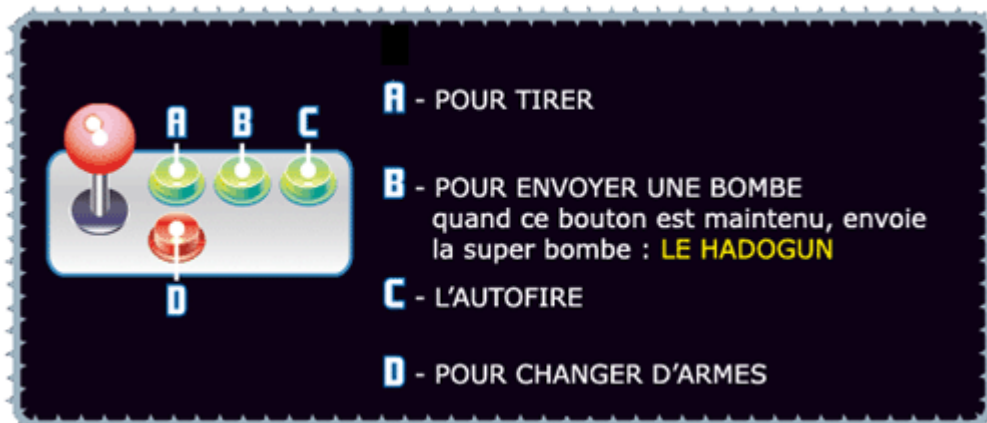 A B C
D
A - POUR TIRER
B - POUR ENVOYER UNE BOMBE
quand ce bouton est maintenu, envoie
la super bombe : LE HADOGUN
C - L'AUTOFIRE
D - POUR CHANGER D'ARMES